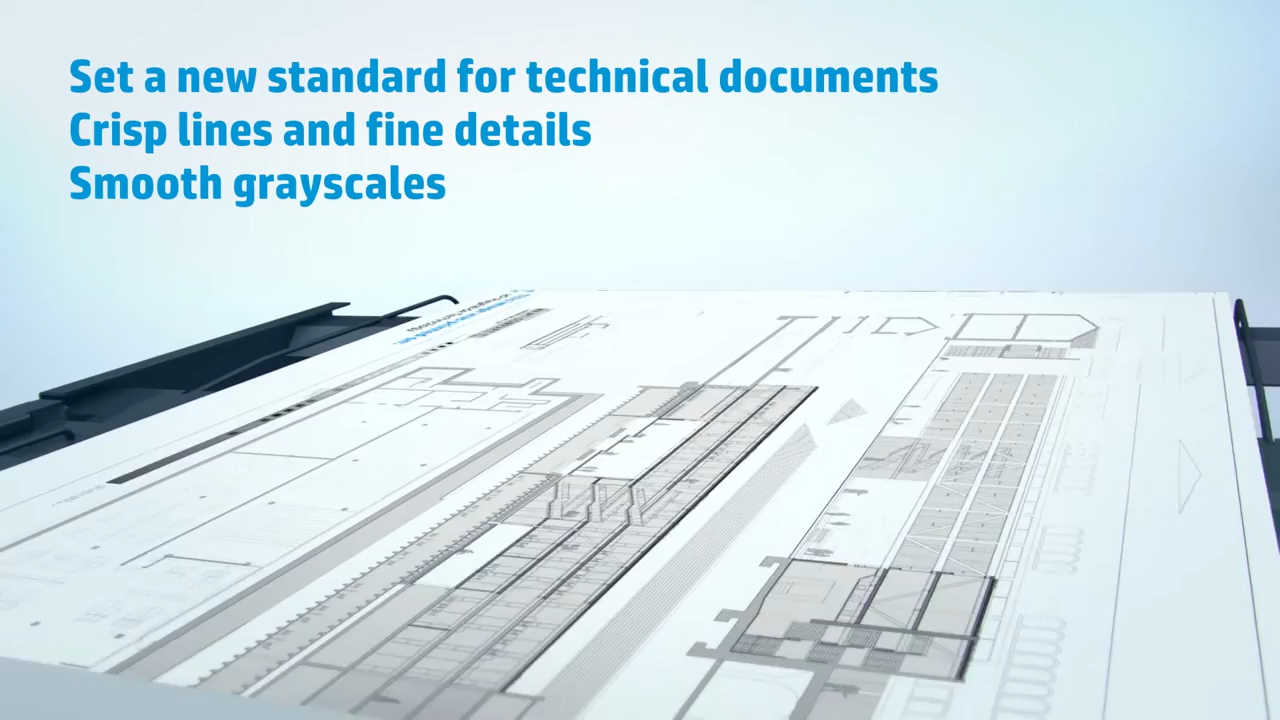 Set a new standard for technical documents
Crisp lines and fine details
Smooth grayscales